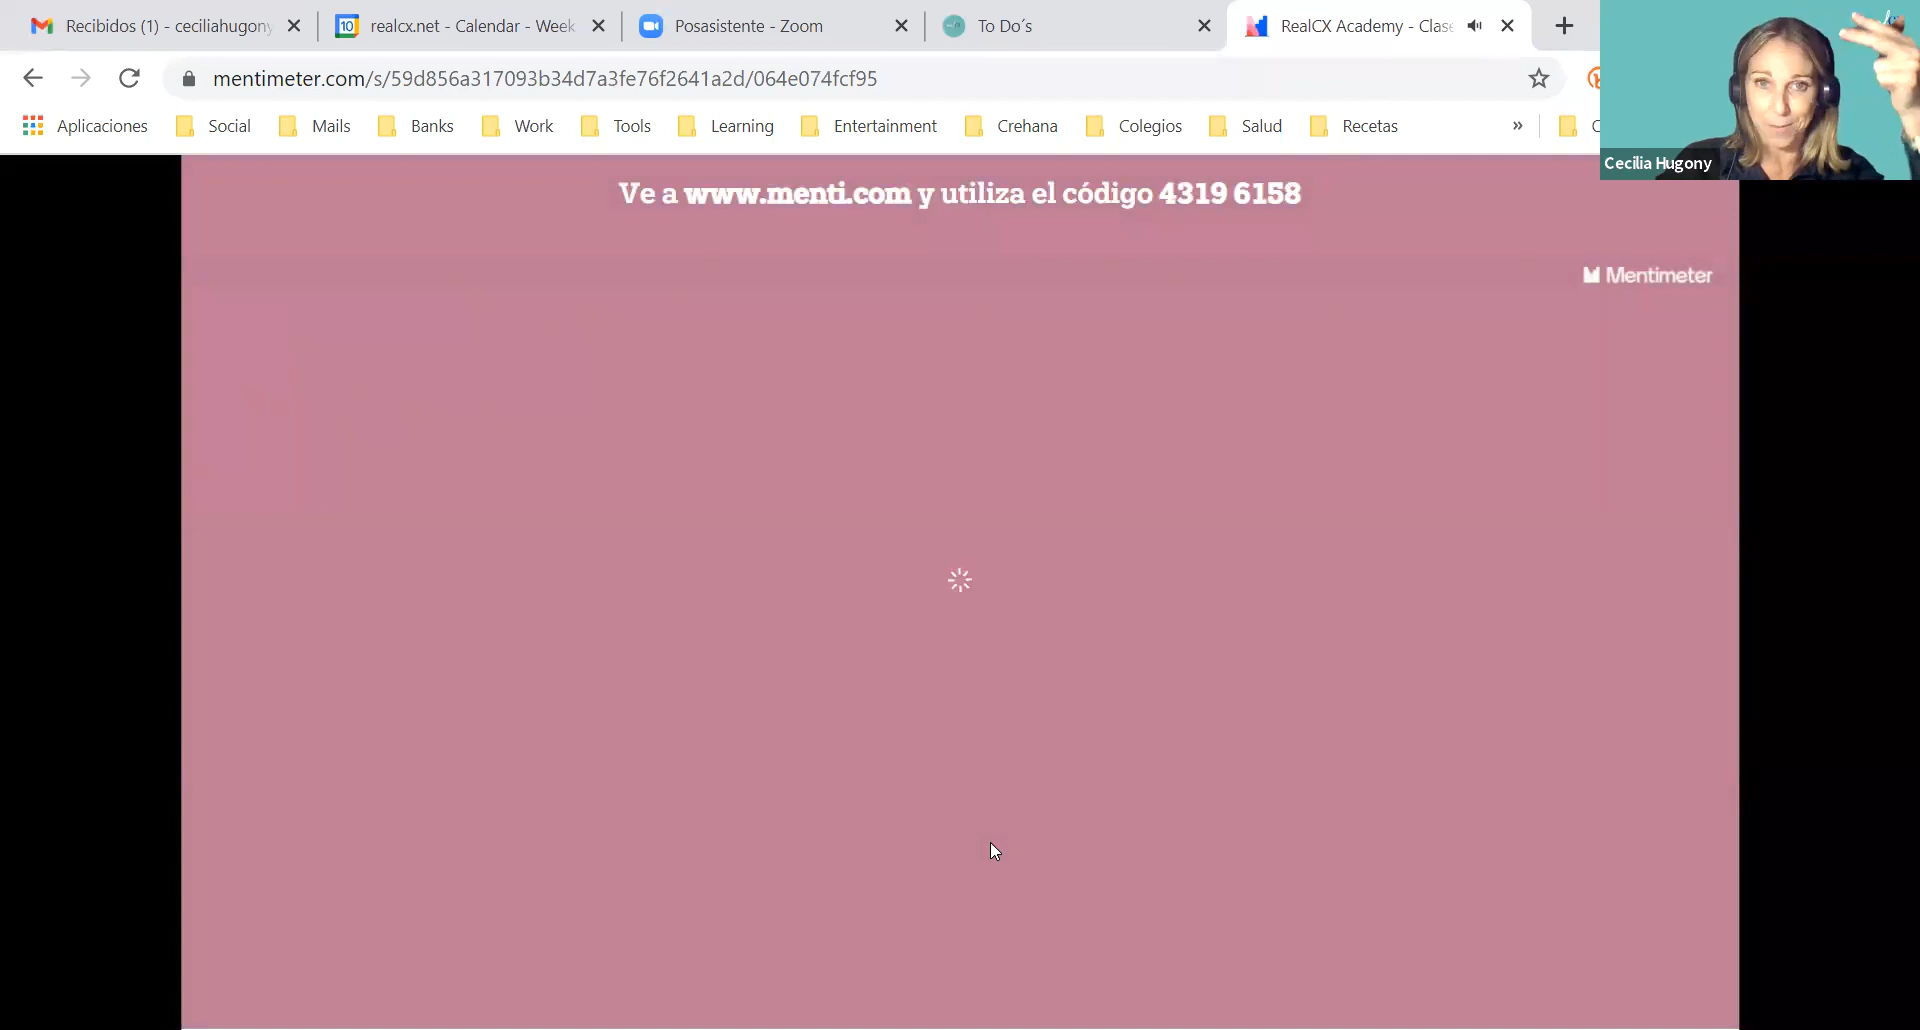 Recibidos (1) - ceciliahugony
10
realcx.net - Calendar - Week
Posasistente - Zoom
To Do´s
RealCX Academy - Clase
mentimeter.com/s/59d856a317093b34d7a3fe76f2641a2d/064e074fcf95
Aplicaciones
Social
Mails
Banks
Work
Tools
Learning
Entertainment
Crehana
Colegios
Salud
Recetas
»
Cecilia Hugony
Ve a www.menti.com y utiliza el código 4319 6158
Mentimeter